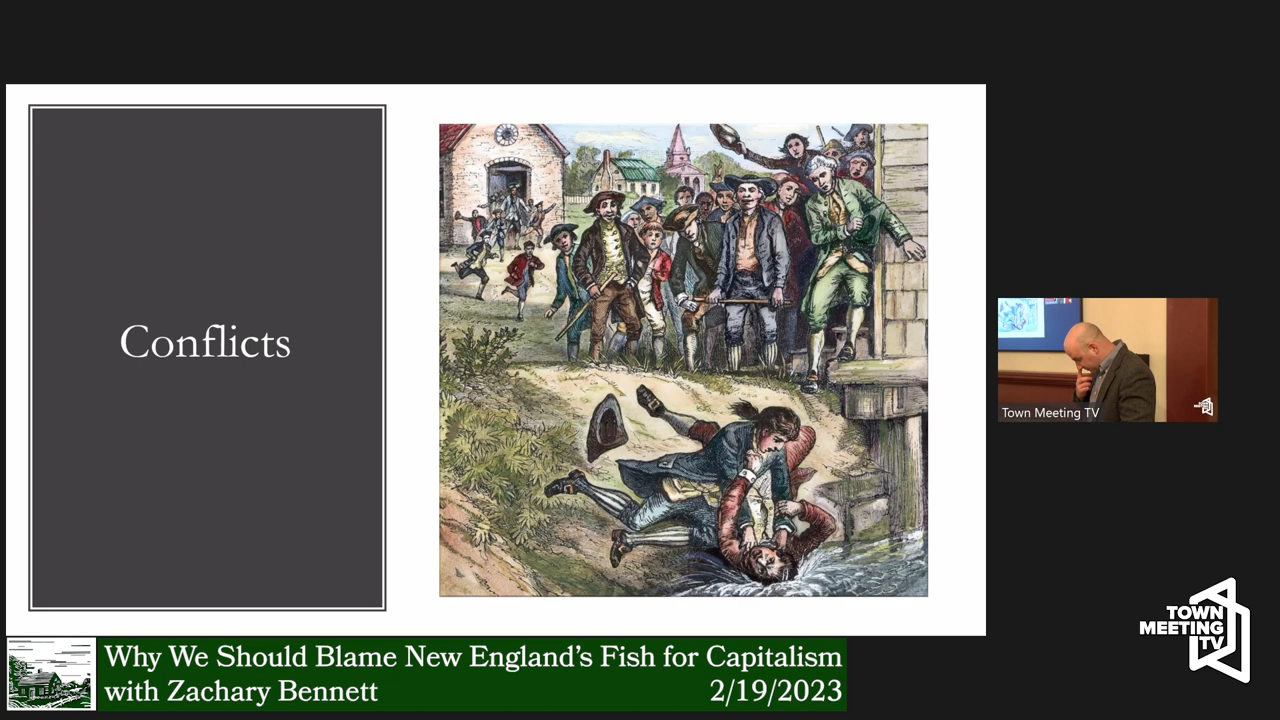 Conflicts
Town Meeting TV
TOWN
MEETING
TV
Why We Should Blame New England's Fish for Capitalism
with Zachary Bennett
2/19/2023